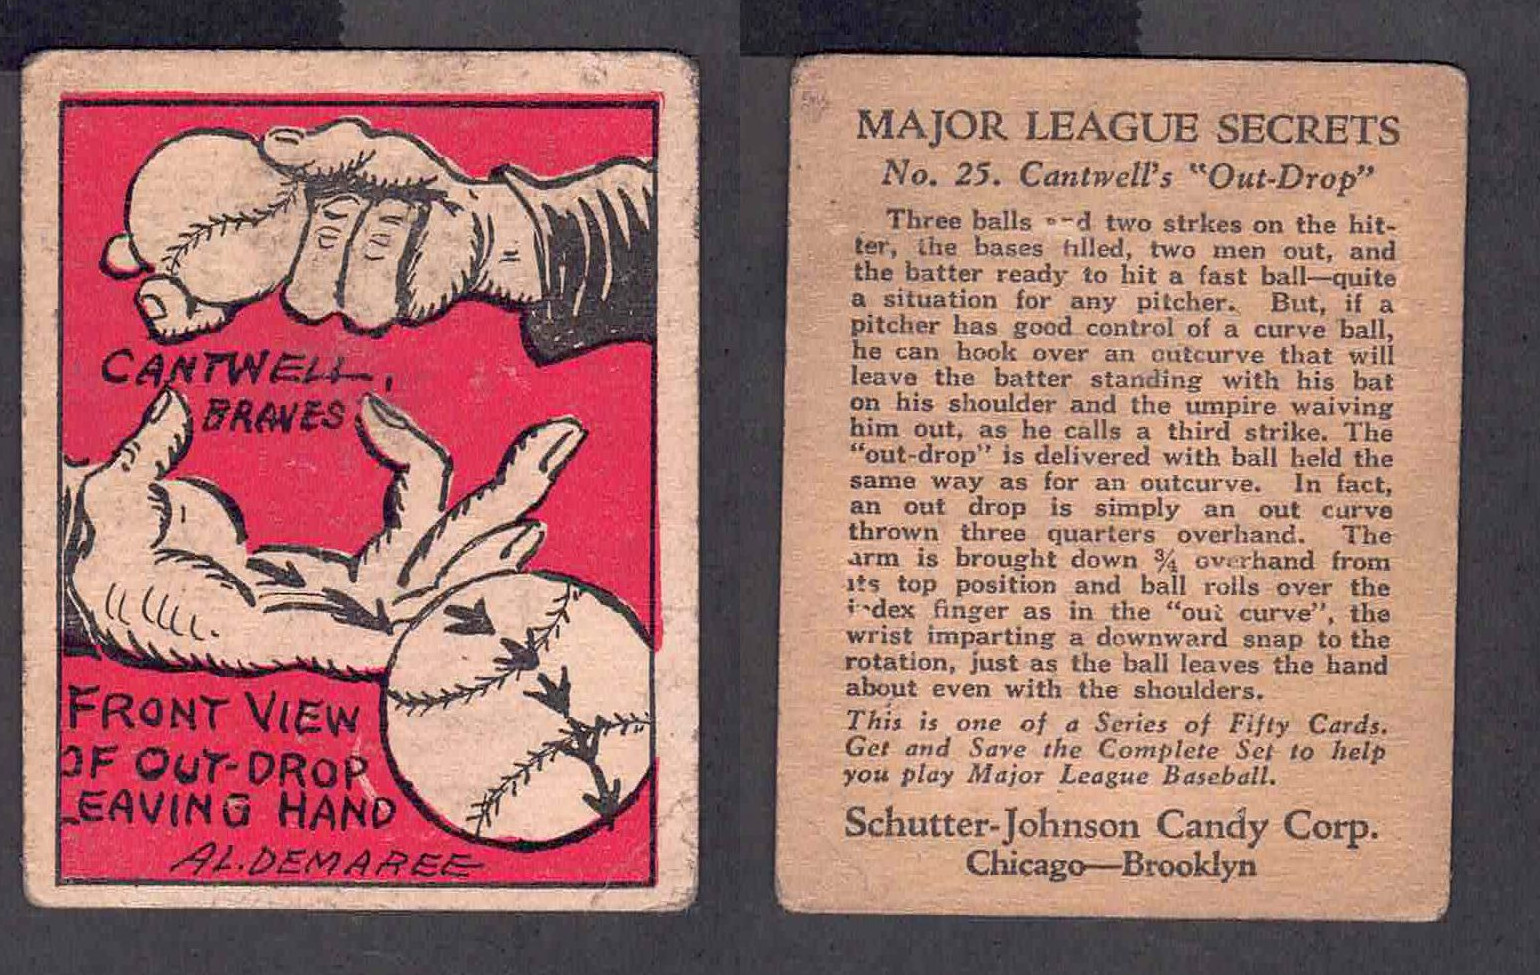 CANTWELL,
BRAVES
FRONT VIEW
OF OUT-DROP
LEAVING HAND
AL. DEMAREE
MAJOR LEAGUE SECRETS
No. 25. Cantwell's "Out-Drop"
Three balls and two strkes on the hit-
ter, the bases filled, two men out, and
the batter ready to hit a fast ball—quite
a situation for any pitcher. But, if a
pitcher has good control of a curve ball,
he can hook over an outcurve that will
leave the batter standing with his bat
on his shoulder and the umpire waiving
him out, as he calls a third strike. The
"out-drop" is delivered with ball held the
same way as for an outcurve. In fact,
an out drop is simply an out curve
thrown three quarters overhand. The
arm is brought down ¾ overhand from
its top position and ball rolls over the
index finger as in the "out curve", the
wrist imparting a downward snap to the
rotation, just as the ball leaves the hand
about even with the shoulders.
This is one of a Series of Fifty Cards.
Get and Save the Complete Set to help
you play Major League Baseball.
Schutter-Johnson Candy Corp.
Chicago—Brooklyn